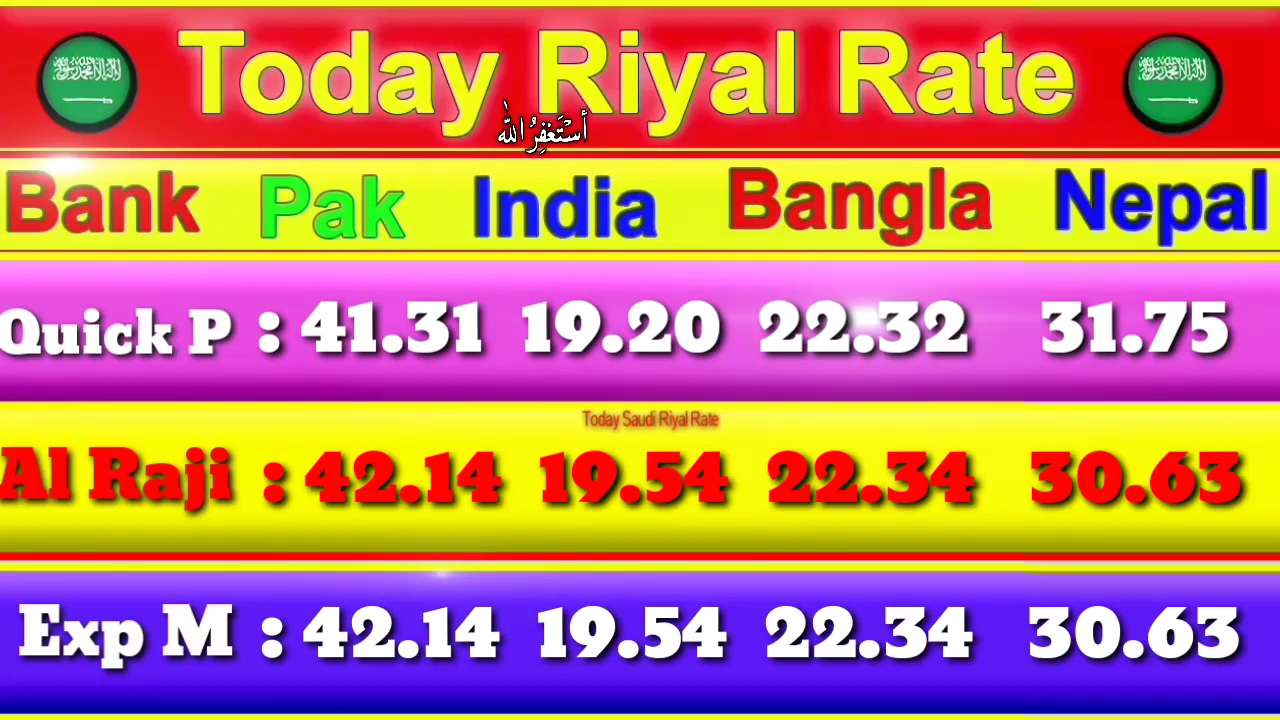 Today Riyal Rate
أَسْتَغْفِرُ اللّٰه
Bank Pak India Bangla Nepal
Quick P : 41.31 19.20 22.32 31.75
Today Saudi Riyal Rate
Al Raji : 42.14 19.54 22.34 30.63
Exp M : 42.14 19.54 22.34 30.63